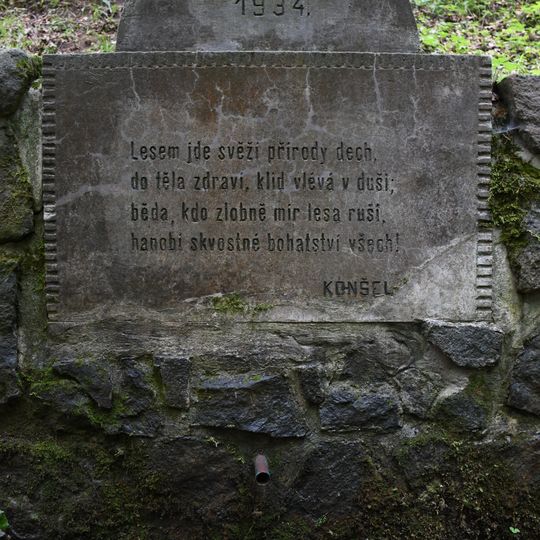 1934.
Lesem jde svěží přírody dech,
do těla zdraví, klid vlévá v duši;
běda, kdo zlobně mír lesa ruší,
hanobí skvostné bohatství všech!
KONŠEL